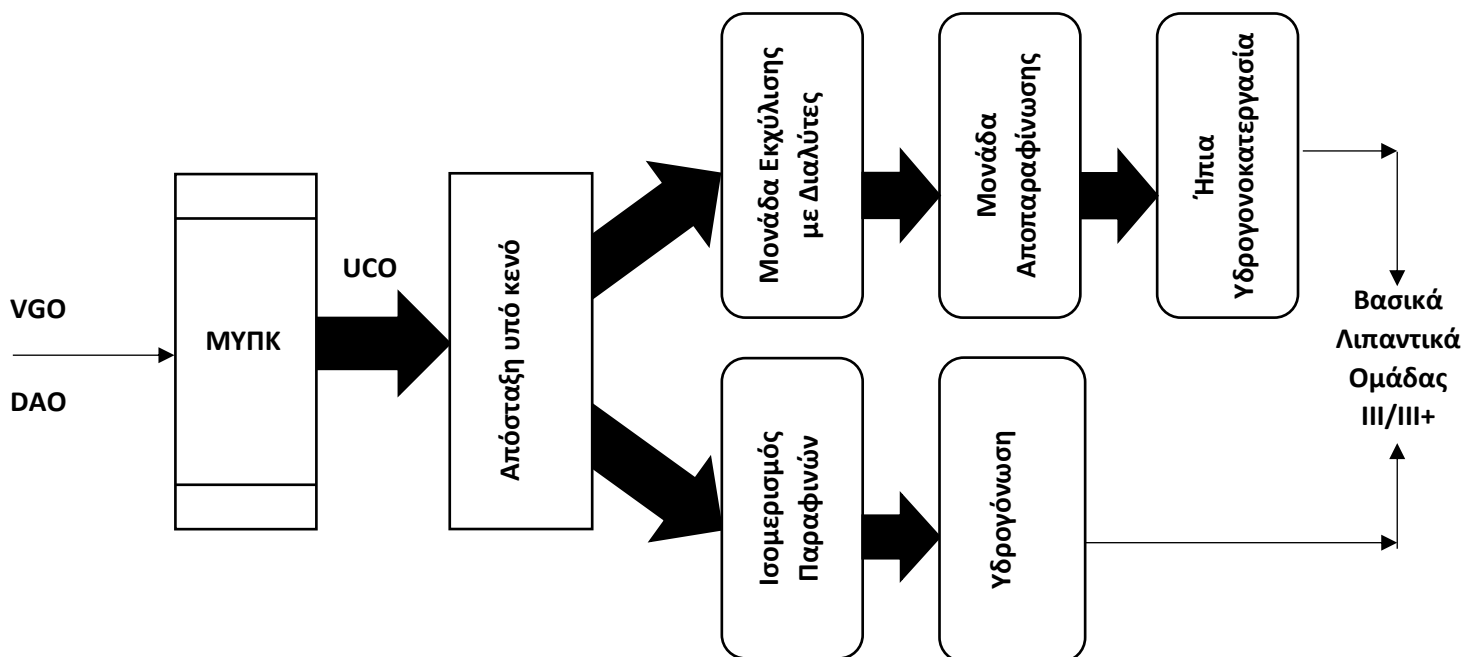 VGO
DAO
ΜΥΠΚ
UCO
Απόσταξη υπό κενό
Μονάδα Εκχύλισης
με Διαλύτες
Μονάδα
Αποπαραφίνωσης
Ήπια
Υδρογονοκατεργασία
Ισομερισμός
Παραφινών
Υδρογόνωση
Βασικά
Λιπαντικά
Ομάδας
III/III+